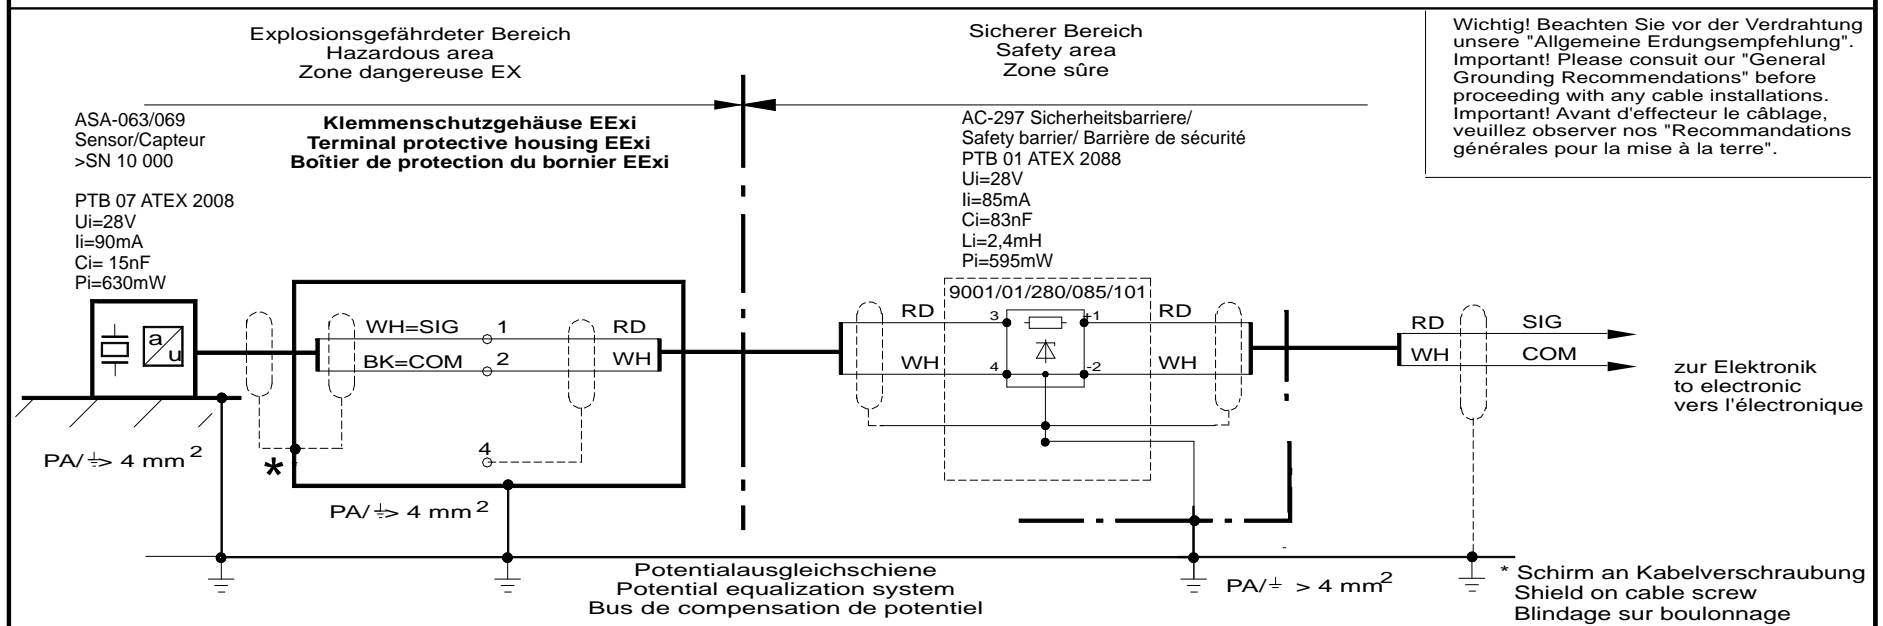 Explosionsgefährdeter Bereich
Hazardous area
Zone dangereuse EX
Sicherer Bereich
Safety area
Zone sûre
Wichtig! Beachten Sie vor der Verdrahtung
unsere "Allgemeine Erdungsempfehlung".
Important! Please consuit our "General
Grounding Recommendations" before
proceeding with any cable installations.
Important! Avant d'effecteur le câblage,
veuillez observer nos "Recommandations
générales pour la mise à la terre".
ASA-063/069
Sensor/Capteur
>SN 10 000
PTB 07 ATEX 2008
Ui=28V
Ii=90mA
Ci= 15nF
Pi=630mW
Klemmenschutzgehäuse EExi
Terminal protective housing EExi
Boîtier de protection du bornier EExi
AC-297 Sicherheitsbarriere/
Safety barrier/ Barrière de sécurité
PTB 01 ATEX 2088
Ui=28V
Ii=85mA
Ci=83nF
Li=2,4mH
Pi=595mW
9001/01/280/085/101
a
u
WH=SIG 1 RD
BK=COM 2 WH
4
RD 3 +1 RD
WH 4 -2 WH
RD SIG
WH COM
zur Elektronik
to electronic
vers l'électronique
PA/⏚> 4 mm²
*
PA/⏚> 4 mm²
Potentialausgleichschiene
Potential equalization system
Bus de compensation de potentiel
PA/⏚ > 4 mm²
* Schirm an Kabelverschraubung
Shield on cable screw
Blindage sur boulonnage